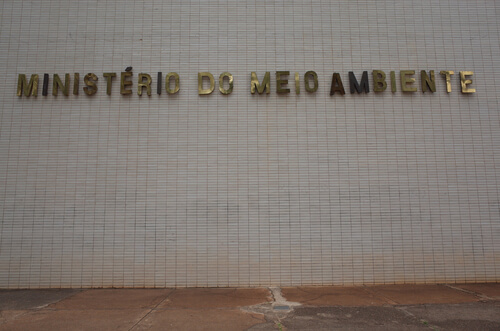 MINISTÉRIO DO MEIO AMBIENTE